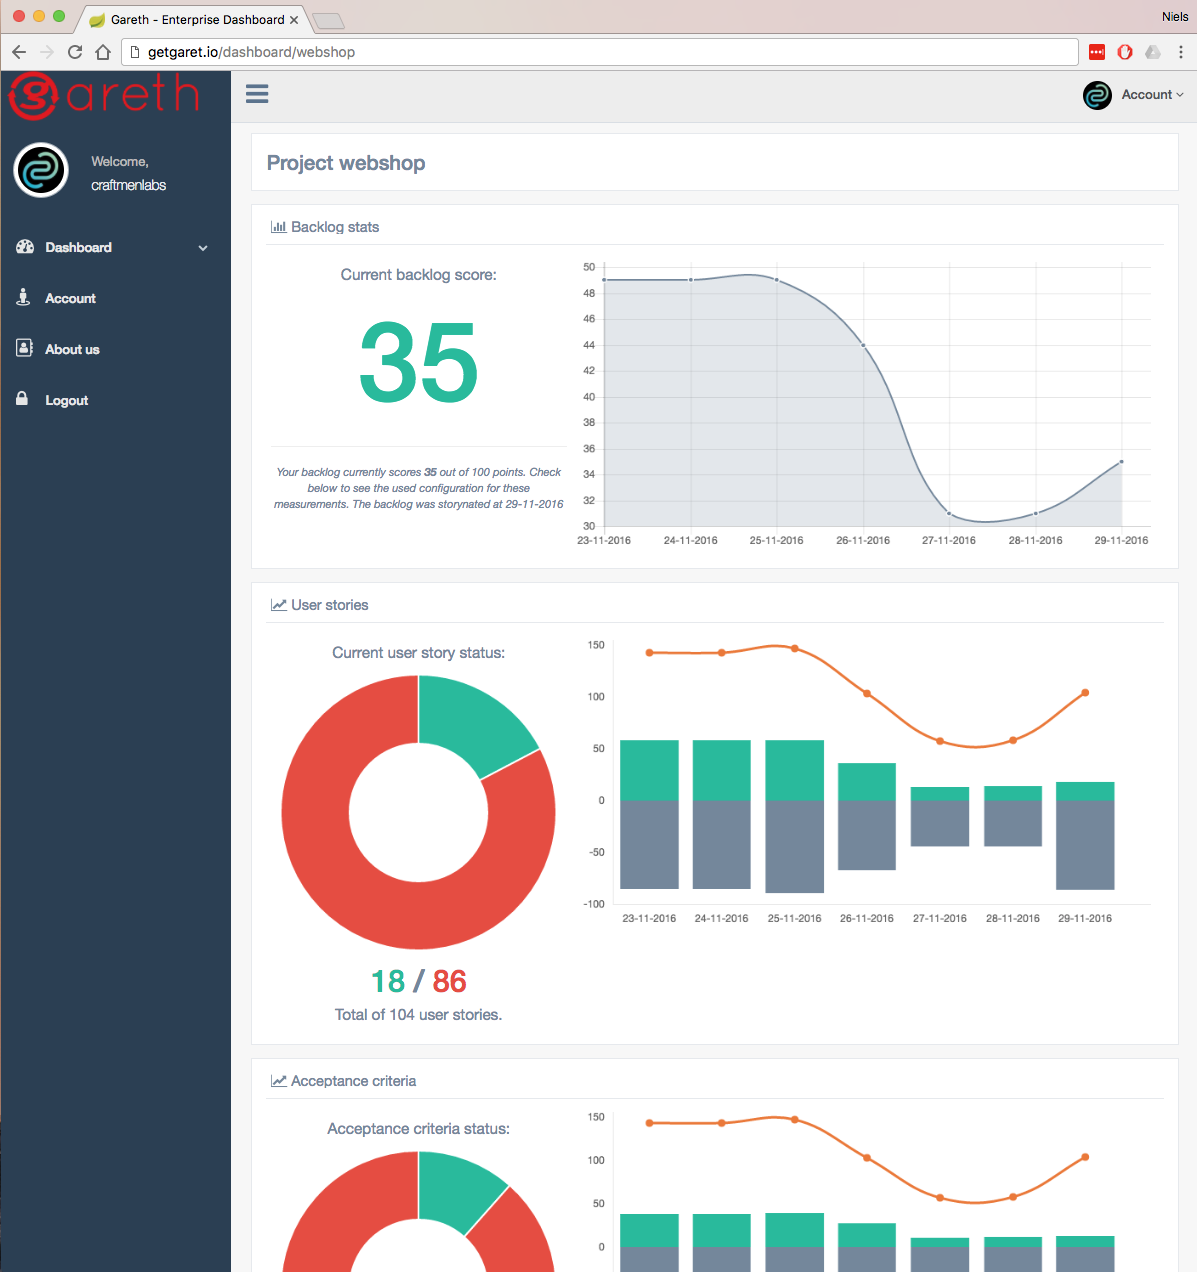 Gareth - Enterprise Dashboard
Niels
getgaret.io/dashboard/webshop
gareth
Account
Welcome,
craftmenlabs
Dashboard
Account
About us
Logout
Project webshop
Backlog stats
Current backlog score:
35
Your backlog currently scores 35 out of 100 points. Check
below to see the used configuration for these
measurements. The backlog was storynated at 29-11-2016
50
48
46
44
42
40
38
36
34
32
30
23-11-2016 24-11-2016 25-11-2016 26-11-2016 27-11-2016 28-11-2016 29-11-2016
User stories
Current user story status:
18 / 86
Total of 104 user stories.
150
100
50
0
-50
-100
23-11-2016 24-11-2016 25-11-2016 26-11-2016 27-11-2016 28-11-2016 29-11-2016
Acceptance criteria
Acceptance criteria status:
150
100
50
0